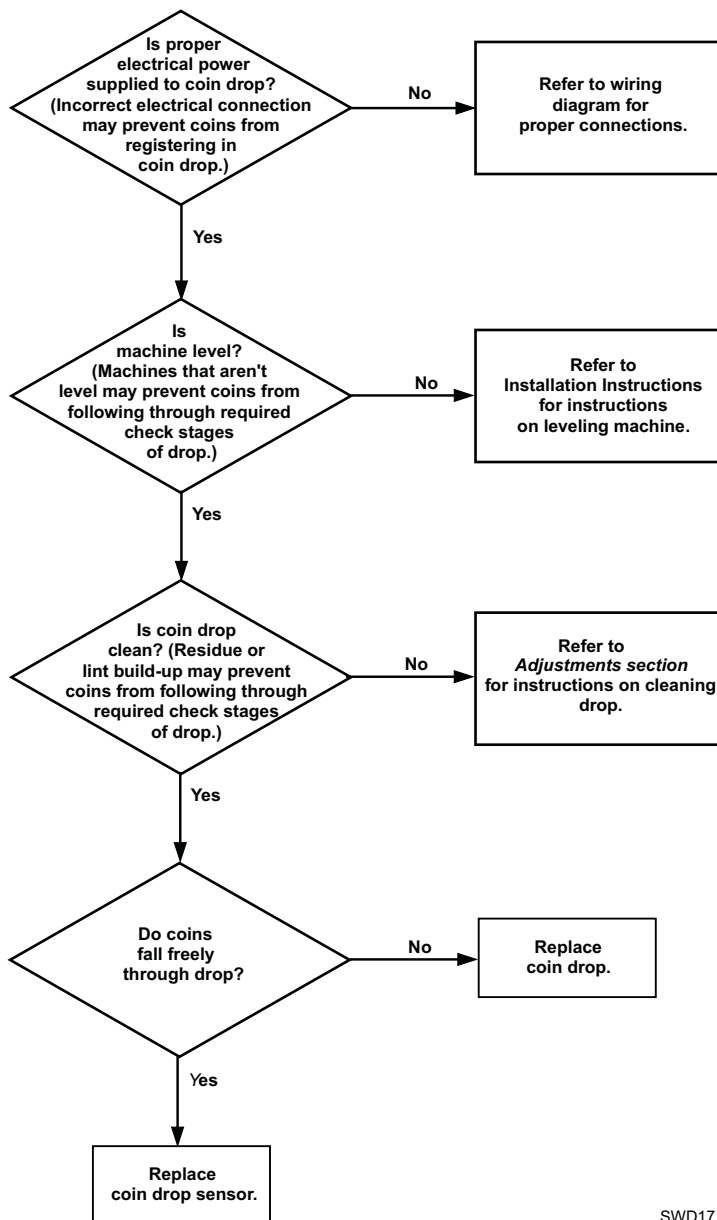 Is proper
electrical power
supplied to coin drop?
(Incorrect electrical connection
may prevent coins from
registering in
coin drop.)
No
Refer to wiring
diagram for
proper connections.
Yes
Is
machine level?
(Machines that aren't
level may prevent coins from
following through required
check stages
of drop.)
No
Refer to
Installation Instructions
for instructions
on leveling machine.
Yes
Is coin drop
clean? (Residue or
lint build-up may prevent
coins from following through
required check stages
of drop.)
No
Refer to
Adjustments section
for instructions on cleaning
drop.
Yes
Do coins
fall freely
through drop?
No
Replace
coin drop.
Yes
Replace
coin drop sensor.
SWD17